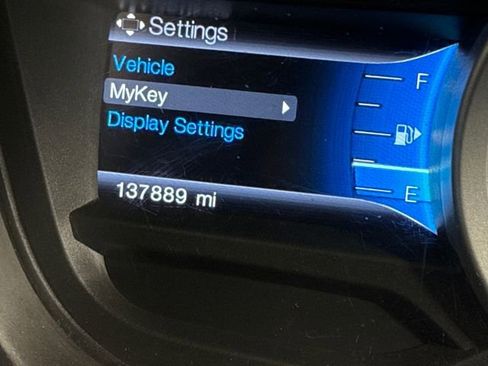 Settings
Vehicle
MyKey
Display Settings
137889 mi
F
E